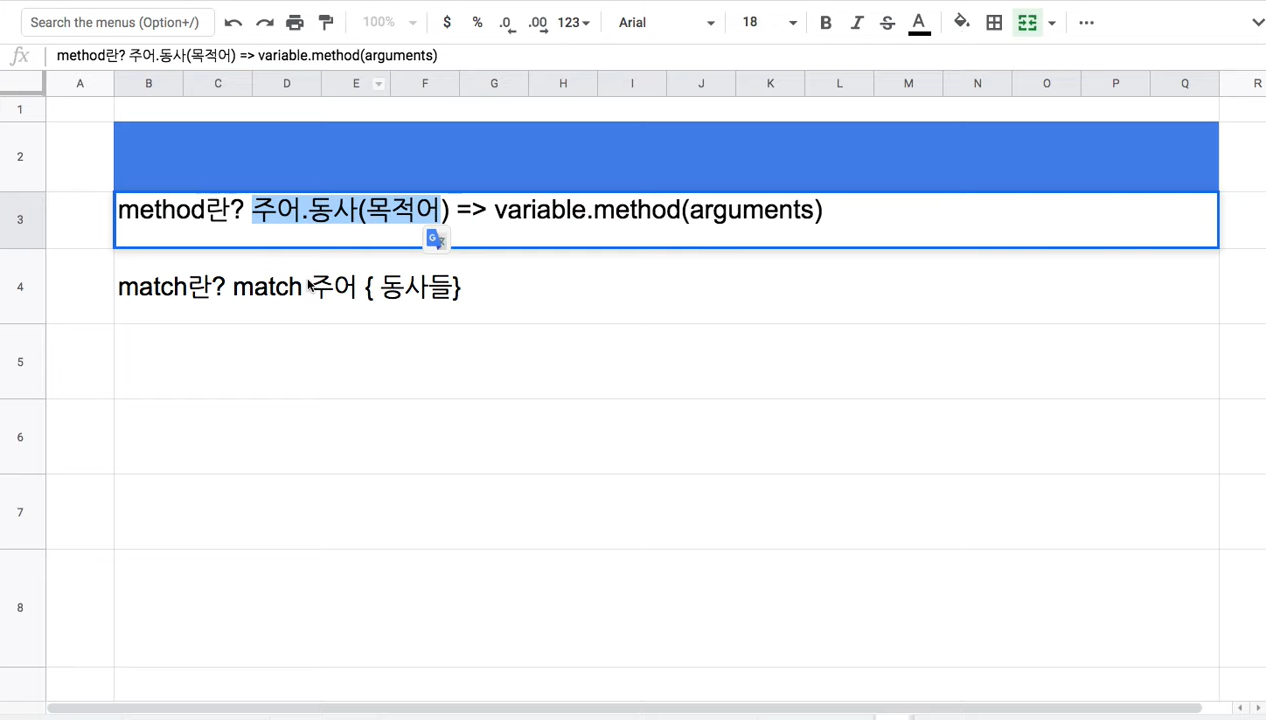 Search the menus (Option+/) 100% $ % .0 .00 123 Arial 18 B I S A
fx method란? 주어.동사(목적어) => variable.method(arguments)
A B C D E F G H I J K L M N O P Q R
1
2
3 method란? 주어.동사(목적어) => variable.method(arguments)
4 match란? match 주어 { 동사들}
5
6
7
8